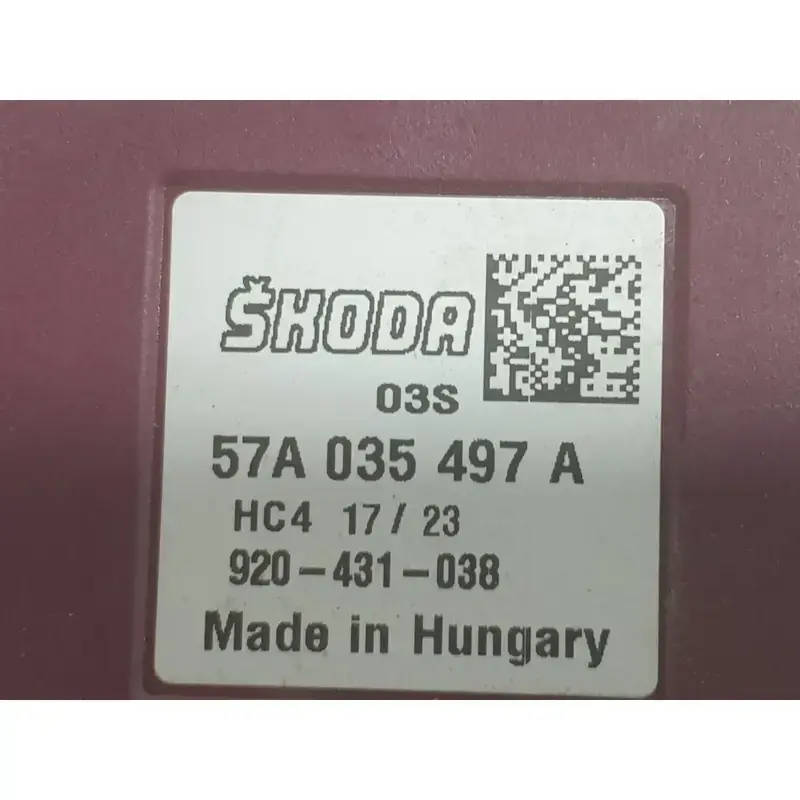 ŠKODA
03S
57A 035 497 A
HC4 17/23
920-431-038
Made in Hungary